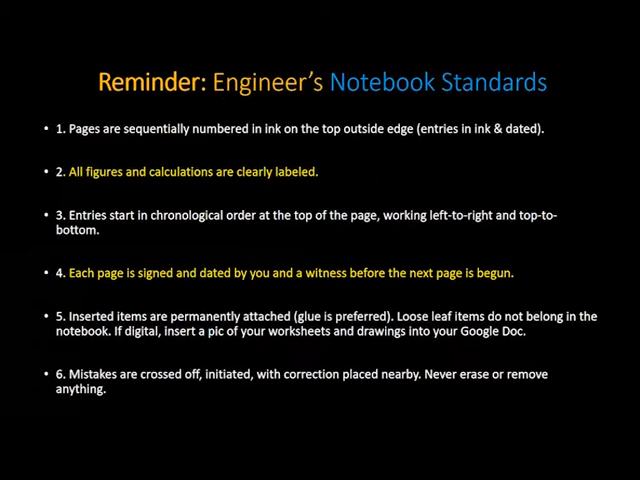 Reminder: Engineer's Notebook Standards
• 1. Pages are sequentially numbered in ink on the top outside edge (entries in ink & dated).
• 2. All figures and calculations are clearly labeled.
• 3. Entries start in chronological order at the top of the page, working left-to-right and top-to-
bottom.
• 4. Each page is signed and dated by you and a witness before the next page is begun.
• 5. Inserted items are permanently attached (glue is preferred). Loose leaf items do not belong in the
notebook. If digital, insert a pic of your worksheets and drawings into your Google Doc.
• 6. Mistakes are crossed off, initiated, with correction placed nearby. Never erase or remove
anything.